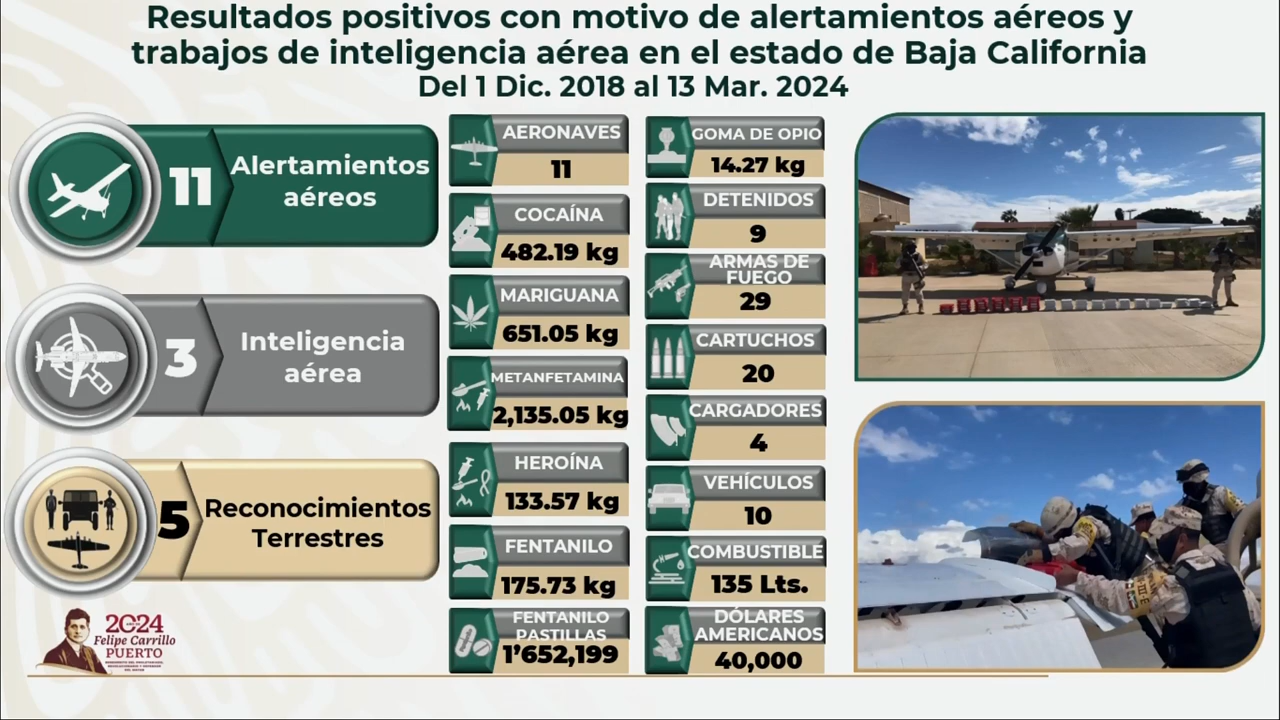 Resultados positivos con motivo de alertamientos aéreos y
trabajos de inteligencia aérea en el estado de Baja California
Del 1 Dic. 2018 al 13 Mar. 2024
11
Alertamientos
aéreos
3
Inteligencia
aérea
5
Reconocimientos
Terrestres
AERONAVES
11
COCAÍNA
482.19 kg
MARIGUANA
651.05 kg
METANFETAMINA
2,135.05 kg
HEROÍNA
133.57 kg
FENTANILO
175.73 kg
FENTANILO
PASTILLAS
1’652,199
GOMA DE OPIO
14.27 kg
DETENIDOS
9
ARMAS DE
FUEGO
29
CARTUCHOS
20
CARGADORES
4
VEHÍCULOS
10
COMBUSTIBLE
135 Lts.
DÓLARES
AMERICANOS
40,000
2024
Felipe Carrillo
PUERTO